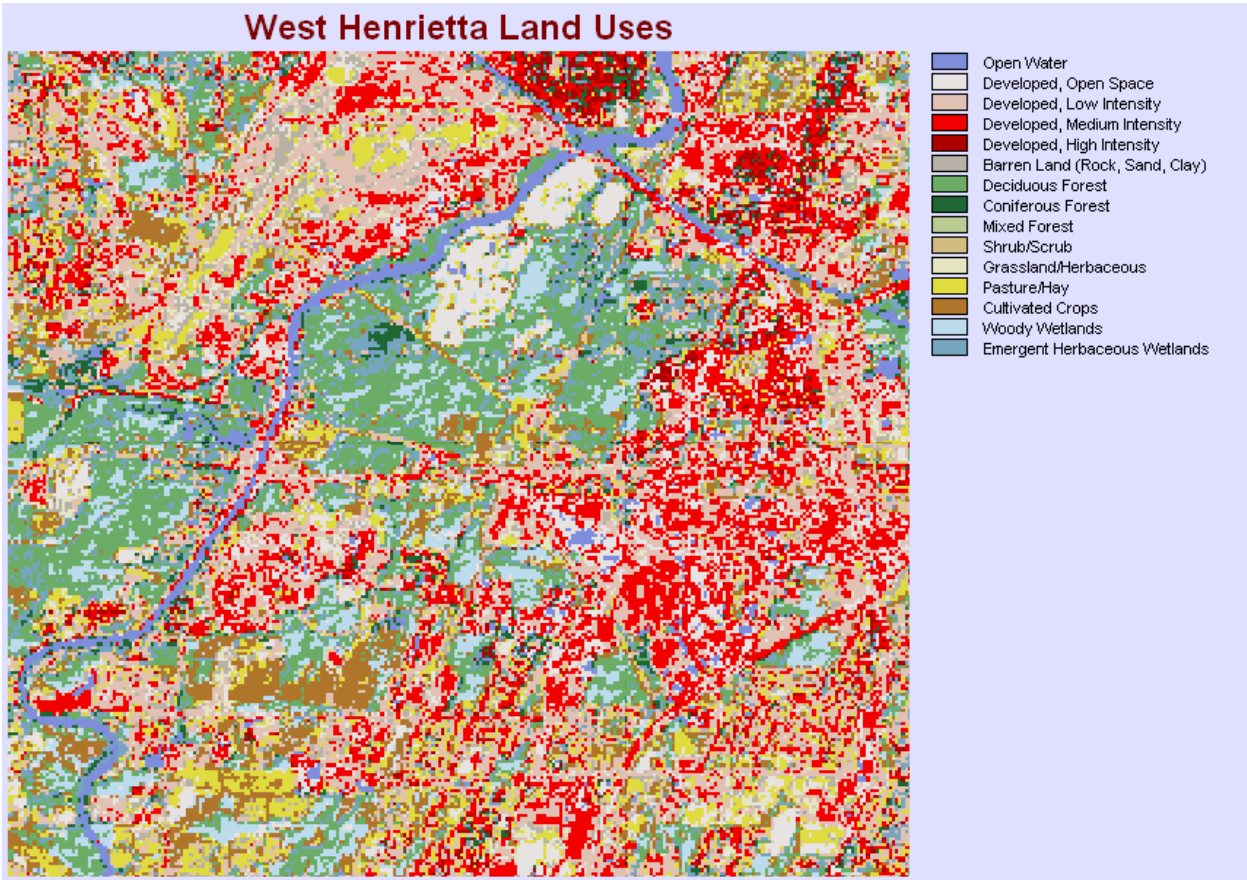 West Henrietta Land Uses
Open Water
Developed, Open Space
Developed, Low Intensity
Developed, Medium Intensity
Developed, High Intensity
Barren Land (Rock, Sand, Clay)
Deciduous Forest
Coniferous Forest
Mixed Forest
Shrub/Scrub
Grassland/Herbaceous
Pasture/Hay
Cultivated Crops
Woody Wetlands
Emergent Herbaceous Wetlands